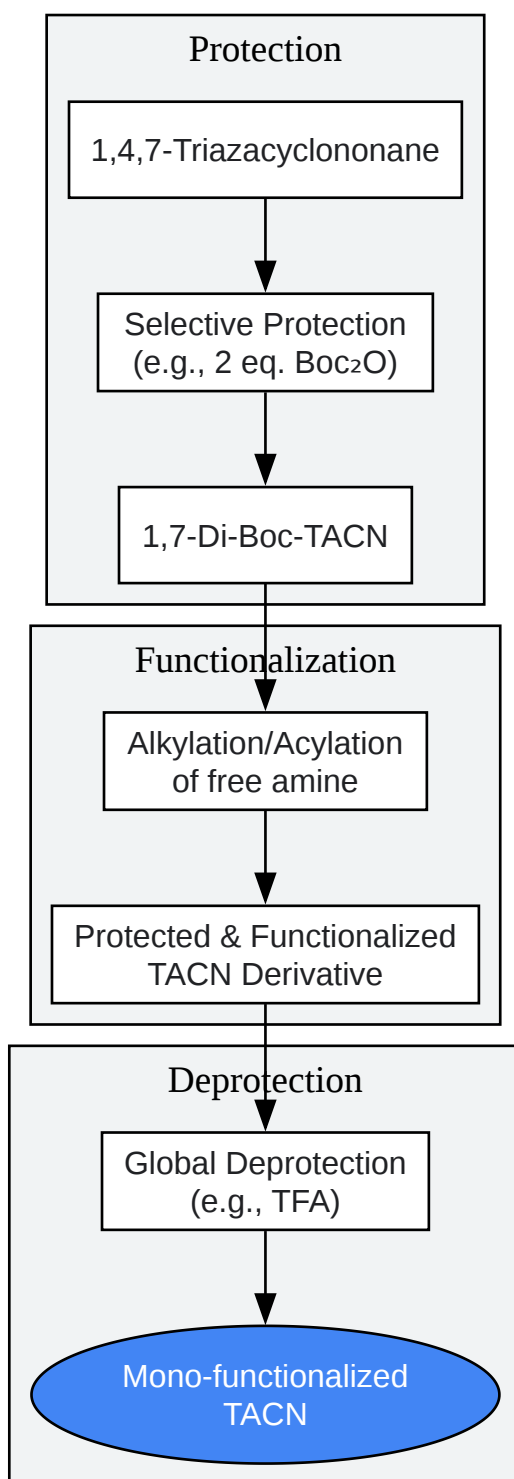 Protection
1,4,7-Triazacyclononane
Selective Protection
(e.g., 2 eq. Boc₂O)
1,7-Di-Boc-TACN
Functionalization
Alkylation/Acylation
of free amine
Protected & Functionalized
TACN Derivative
Deprotection
Global Deprotection
(e.g., TFA)
Mono-functionalized
TACN